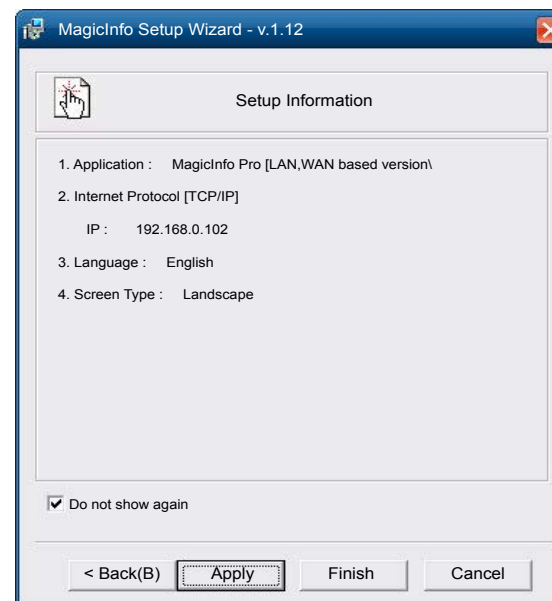 MagicInfo Setup Wizard - v.1.12
Setup Information
1. Application : MagicInfo Pro [LAN,WAN based version\
2. Internet Protocol [TCP/IP]
IP : 192.168.0.102
3. Language : English
4. Screen Type : Landscape
Do not show again
< Back(B) Apply Finish Cancel